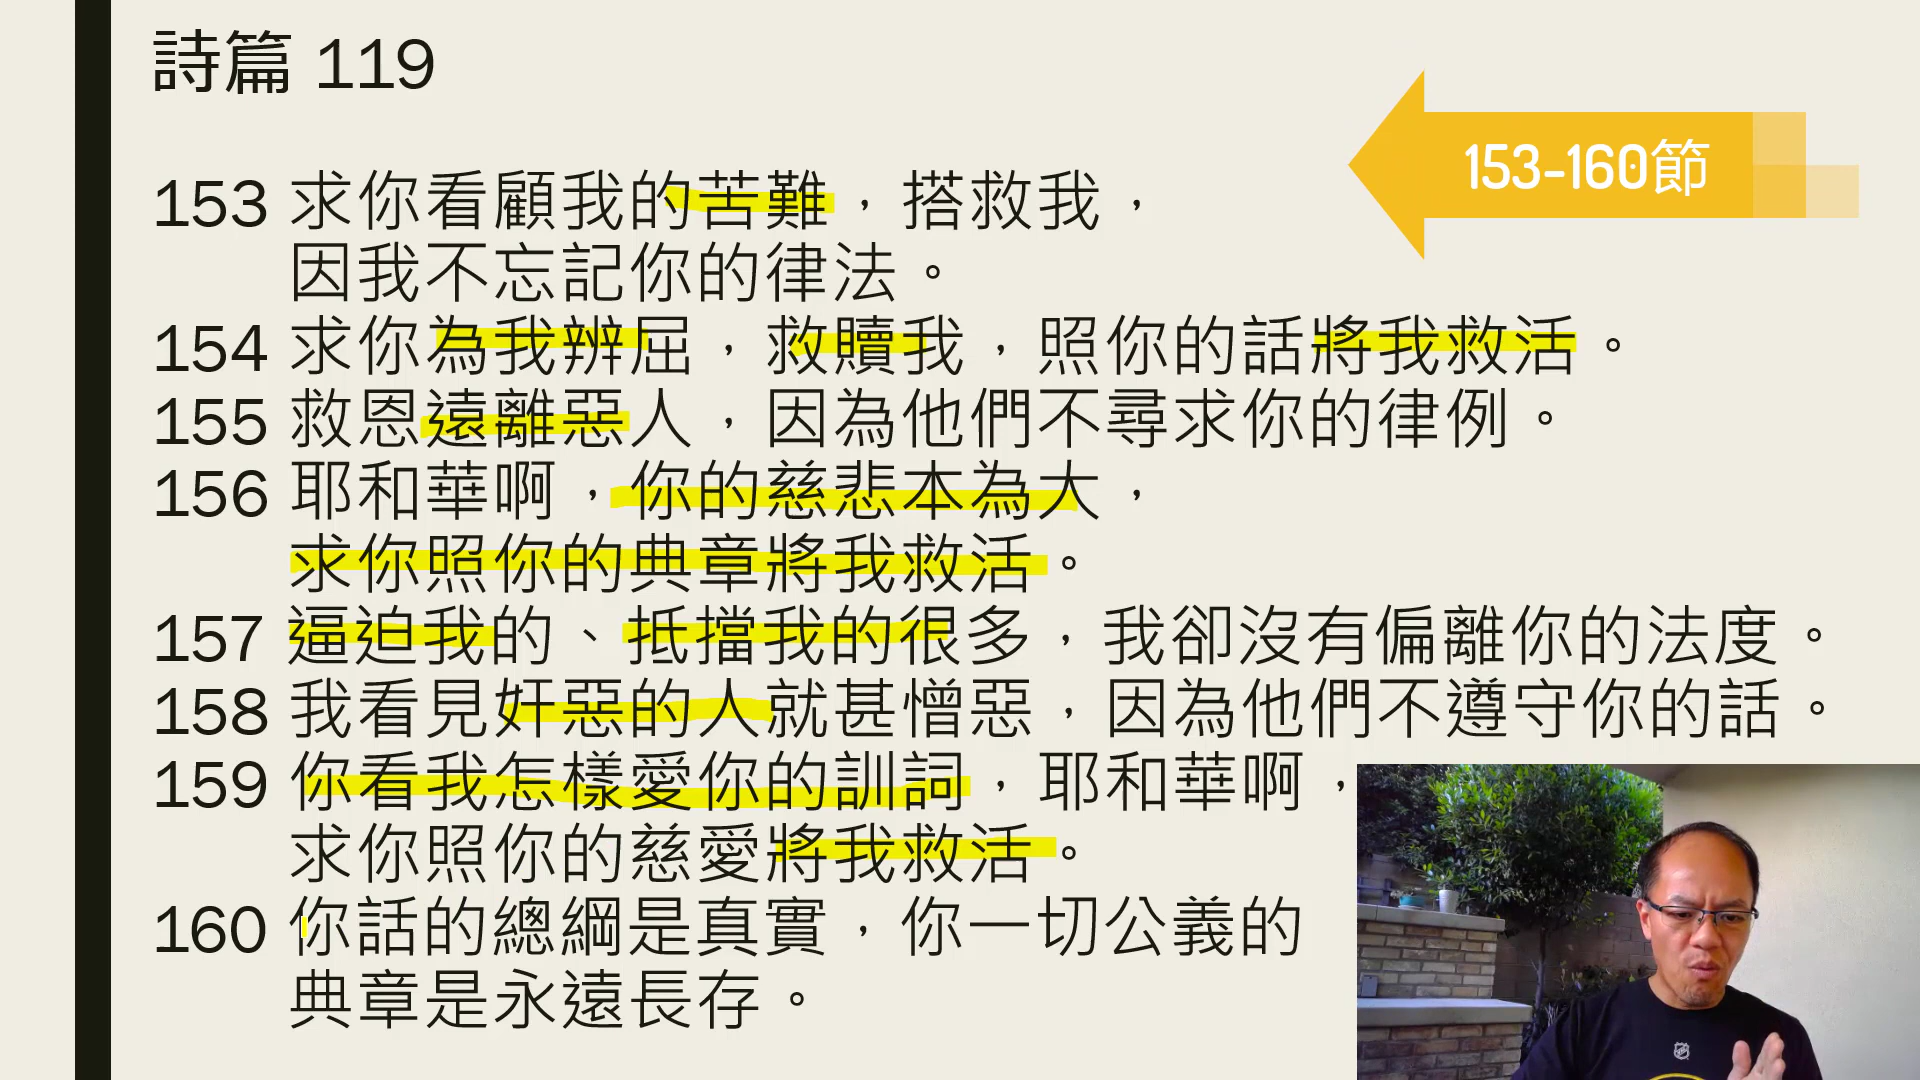 詩篇 119
153-160節
153 求你看顧我的苦難，搭救我，
因我不忘記你的律法。
154 求你為我辨屈，救贖我，照你的話將我救活。
155 救恩遠離惡人，因為他們不尋求你的律例。
156 耶和華啊，你的慈悲本為大，
求你照你的典章將我救活。
157 逼迫我的、抵擋我的很多，我卻沒有偏離你的法度。
158 我看見奸惡的人就甚憎惡，因為他們不遵守你的話。
159 你看我怎樣愛你的訓詞，耶和華啊，
求你照你的慈愛將我救活。
160 你話的總綱是真實，你一切公義的
典章是永遠長存。